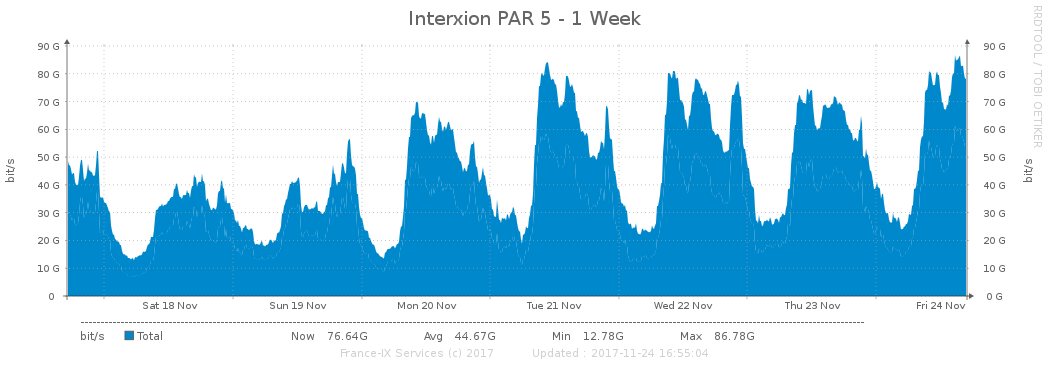 Interxion PAR 5 - 1 Week
RRDTOOL / TOBI OETIKER
90 G 90 G
80 G 80 G
70 G 70 G
60 G 60 G
50 G 50 G
40 G 40 G
30 G 30 G
20 G 20 G
10 G 10 G
0 0 G
bit/s
bit/s
Sat 18 Nov Sun 19 Nov Mon 20 Nov Tue 21 Nov Wed 22 Nov Thu 23 Nov Fri 24 Nov
bit/s Total Now 76.64G Avg 44.67G Min 12.78G Max 86.78G
France-IX Services (c) 2017 Updated : 2017-11-24 16:55:04